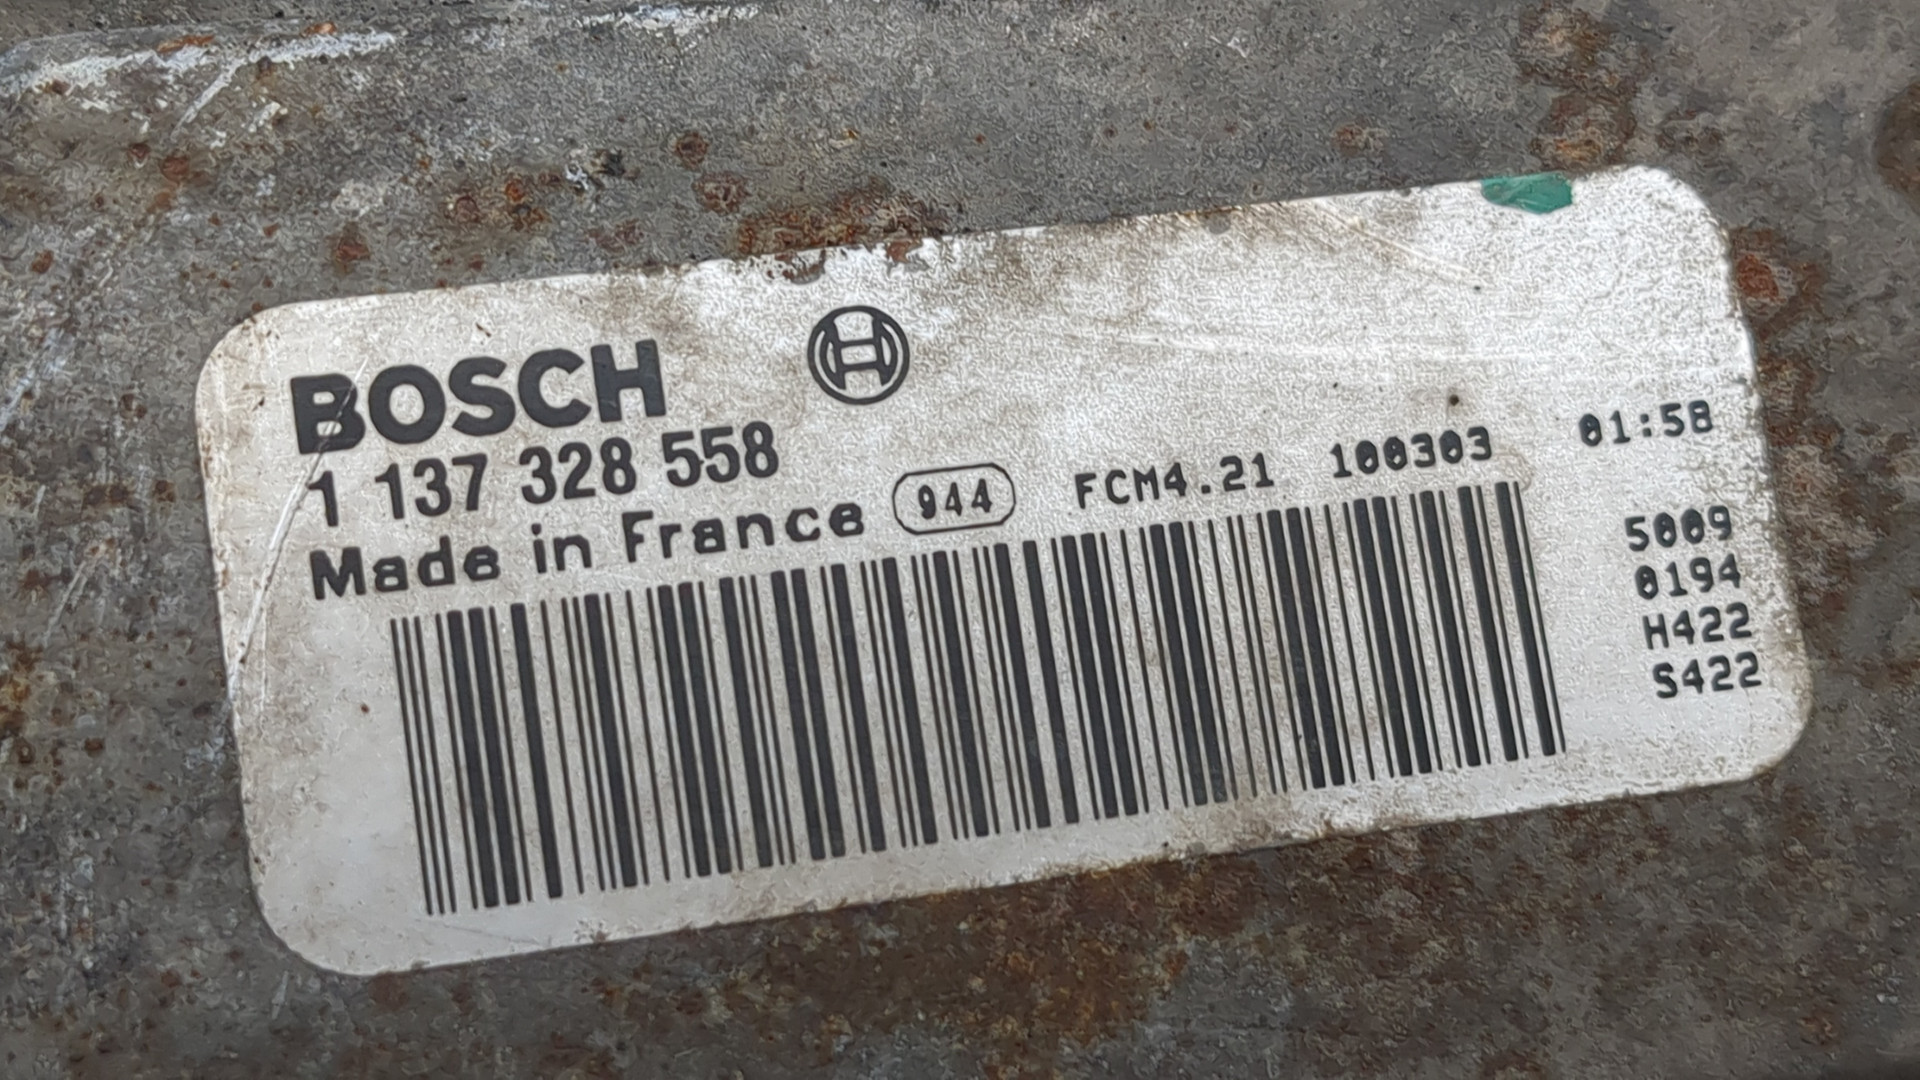 BOSCH
1 137 328 558
Made in France 944 FCM4.21 100303 01:58
5009
0194
H422
S422